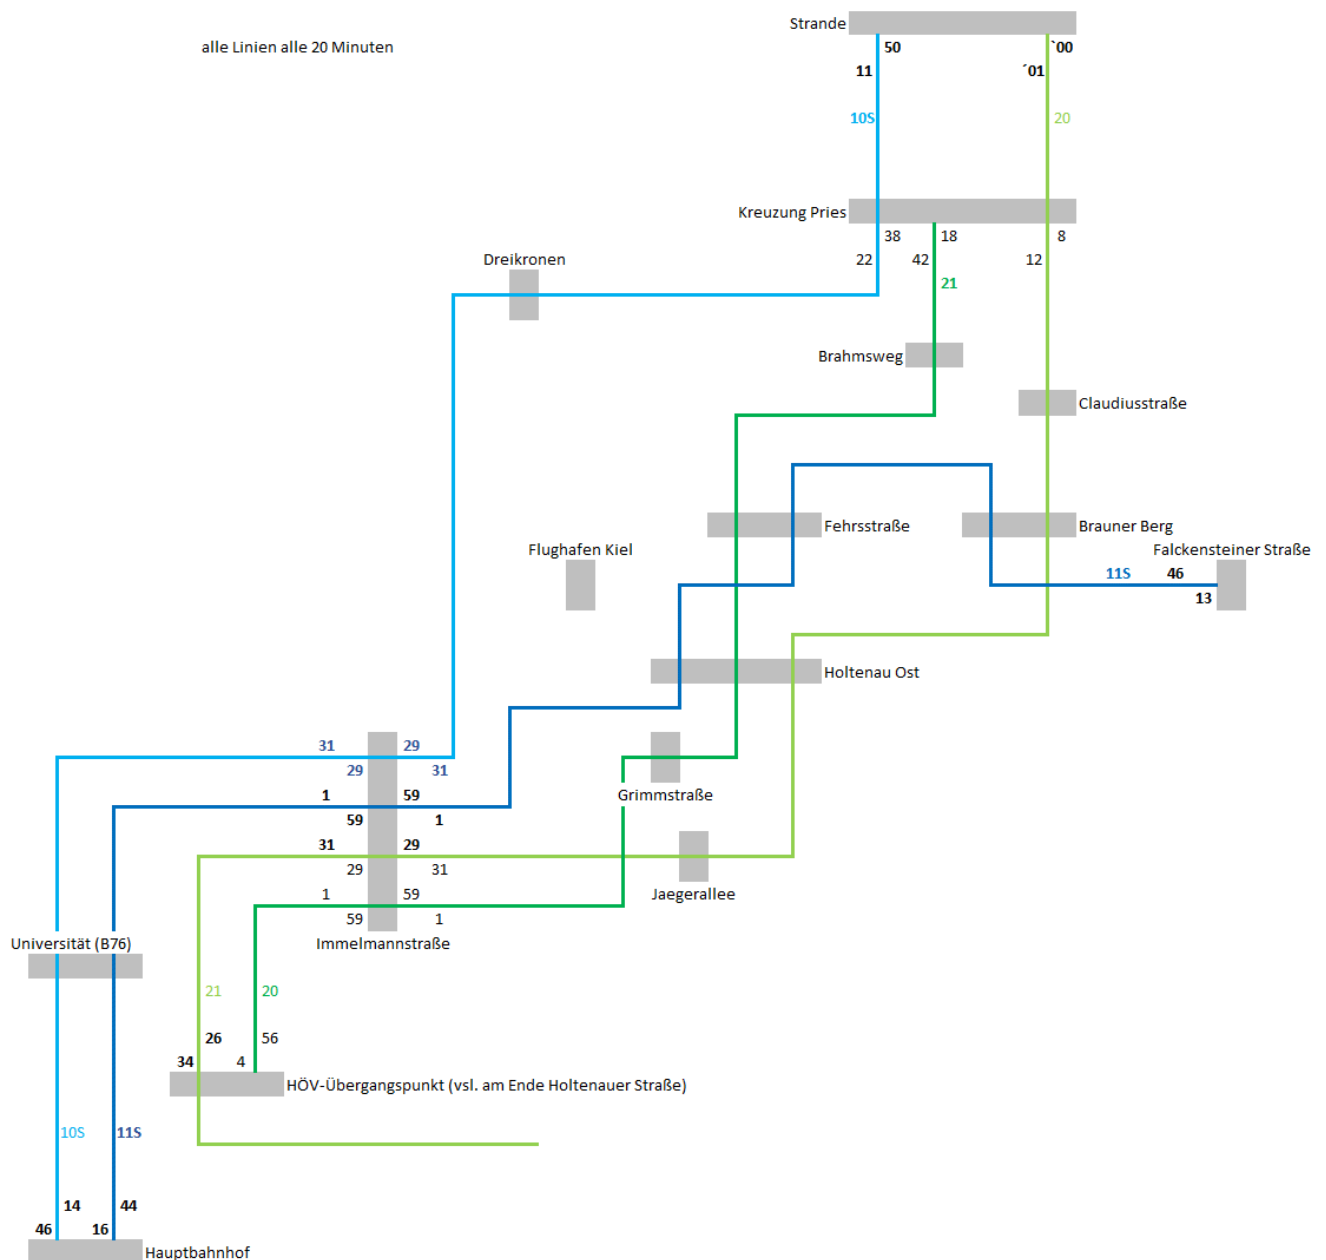 Strande
alle Linien alle 20 Minuten
50 `00
11 ´01
10S 20
Kreuzung Pries
38 18 8
Dreikronen 22 42 12
21
Brahmsweg
Claudiusstraße
Fehrsstraße Brauner Berg
Flughafen Kiel Falckensteiner Straße
11S 46
13
Holtenau Ost
31 29
29 31
1 59 Grimmstraße
59 1
31 29
29 31
1 59 Jaegerallee
59 1
Universität (B76) Immelmannstraße
21 20
26 56
34 4
HÖV-Übergangspunkt (vsl. am Ende Holtenauer Straße)
10S 11S
14 44
46 16
Hauptbahnhof